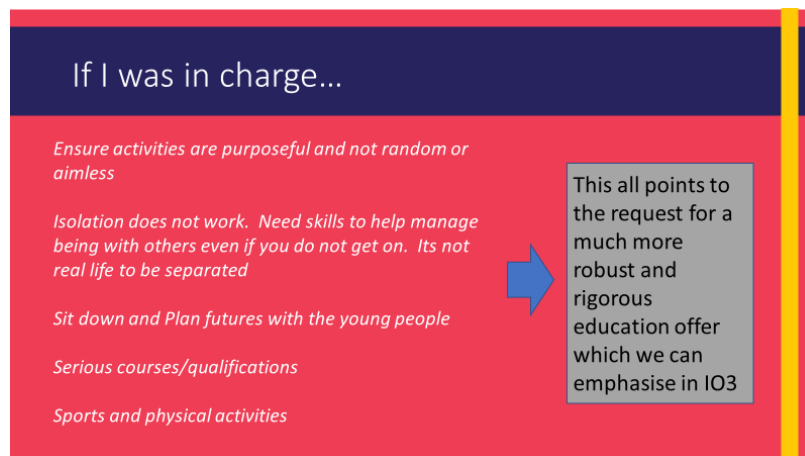 If I was in charge...
Ensure activities are purposeful and not random or
aimless
Isolation does not work.  Need skills to help manage
being with others even if you do not get on.  Its not
real life to be separated
Sit down and Plan futures with the young people
Serious courses/qualifications
Sports and physical activities
This all points to
the request for a
much more
robust and
rigorous
education offer
which we can
emphasise in IO3